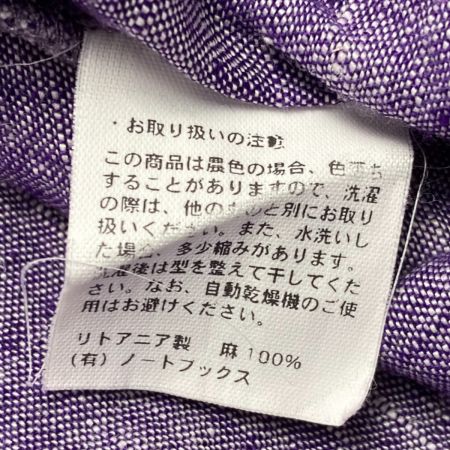 ・お取り扱いの注意
この商品は濃色の場合、色落ち
することがありますので、洗濯
の際は、他のものと別にお取り
扱いください。また、水洗いし
た場合、多少縮みがあります。
洗濯後は型を整えて干してくだ
さい。なお、自動乾燥機のご使
用はお避けください。
リトアニア製 麻100%
(有)ノートブックス